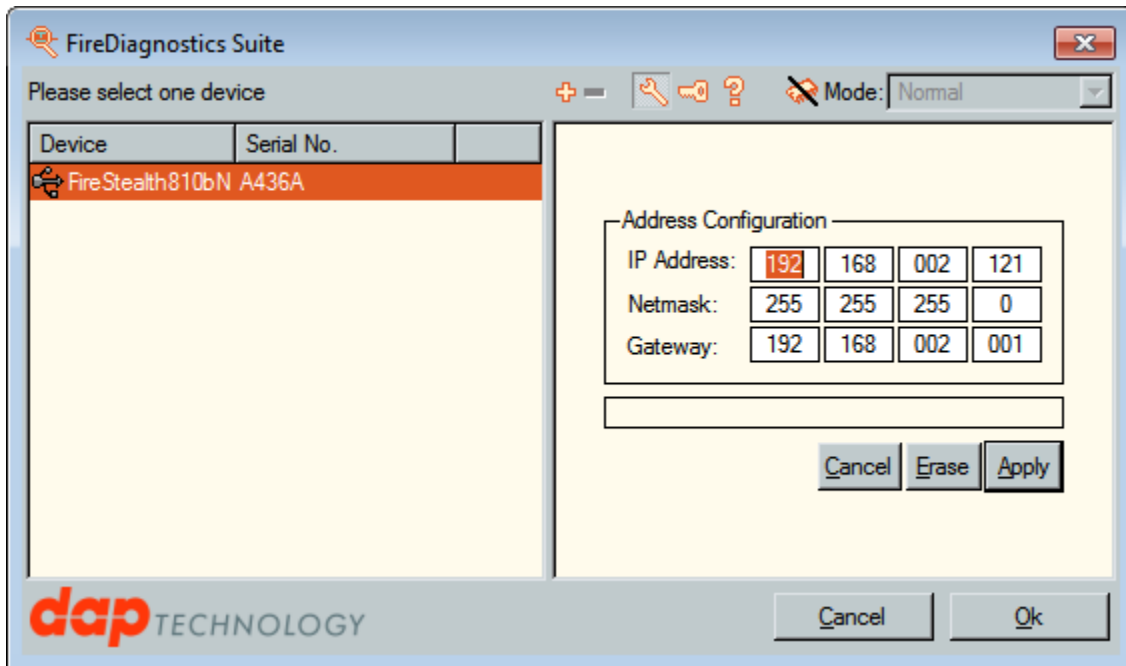 FireDiagnostics Suite
Please select one device
Mode: Normal
Device Serial No.
FireStealth810bN A436A
Address Configuration
IP Address: 192 168 002 121
Netmask: 255 255 255 0
Gateway: 192 168 002 001
Cancel Erase Apply
dap TECHNOLOGY
Cancel Ok